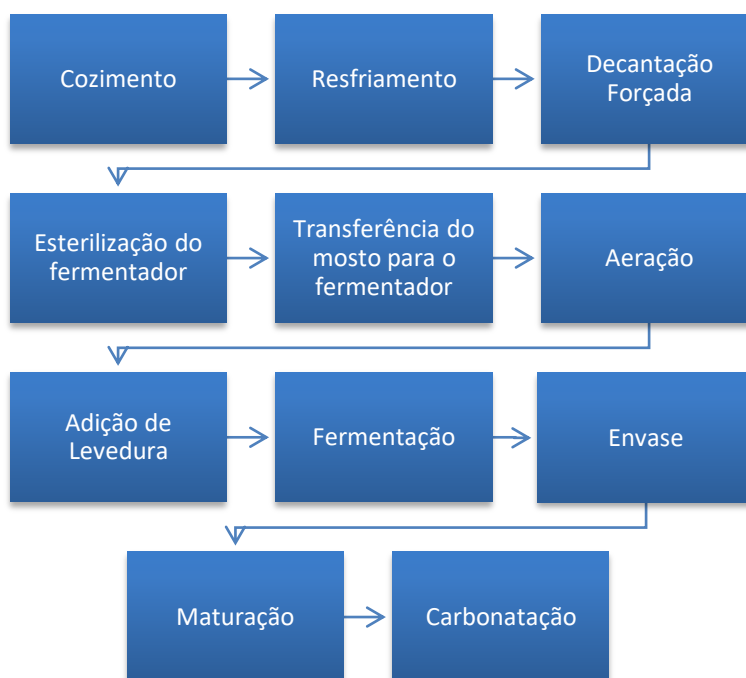 Cozimento
Resfriamento
Decantação
Forçada
Esterilização do
fermentador
Transferência do
mosto para o
fermentador
Aeração
Adição de
Levedura
Fermentação
Envase
Maturação
Carbonatação